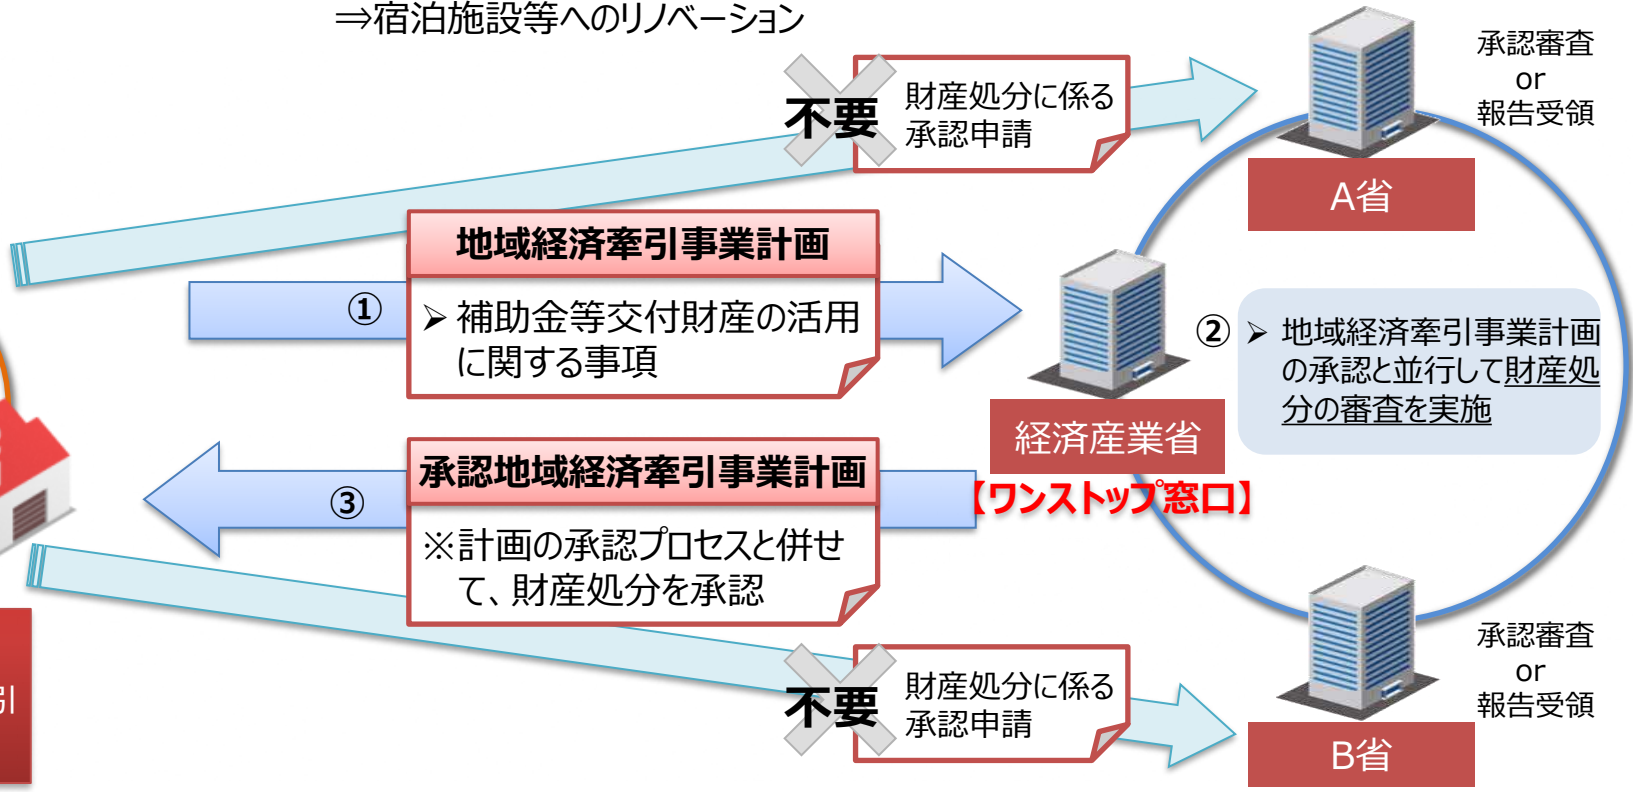 ⇒宿泊施設等へのリノベーション
不要
財産処分に係る
承認申請
承認審査
or
報告受領
A省
地域経済牽引事業計画
①
➢ 補助金等交付財産の活用
に関する事項
②
➢ 地域経済牽引事業計画
の承認と並行して財産処
分の審査を実施
経済産業省
【ワンストップ窓口】
承認地域経済牽引事業計画
③
※計画の承認プロセスと併せ
て、財産処分を承認
不要
財産処分に係る
承認申請
承認審査
or
報告受領
B省
引